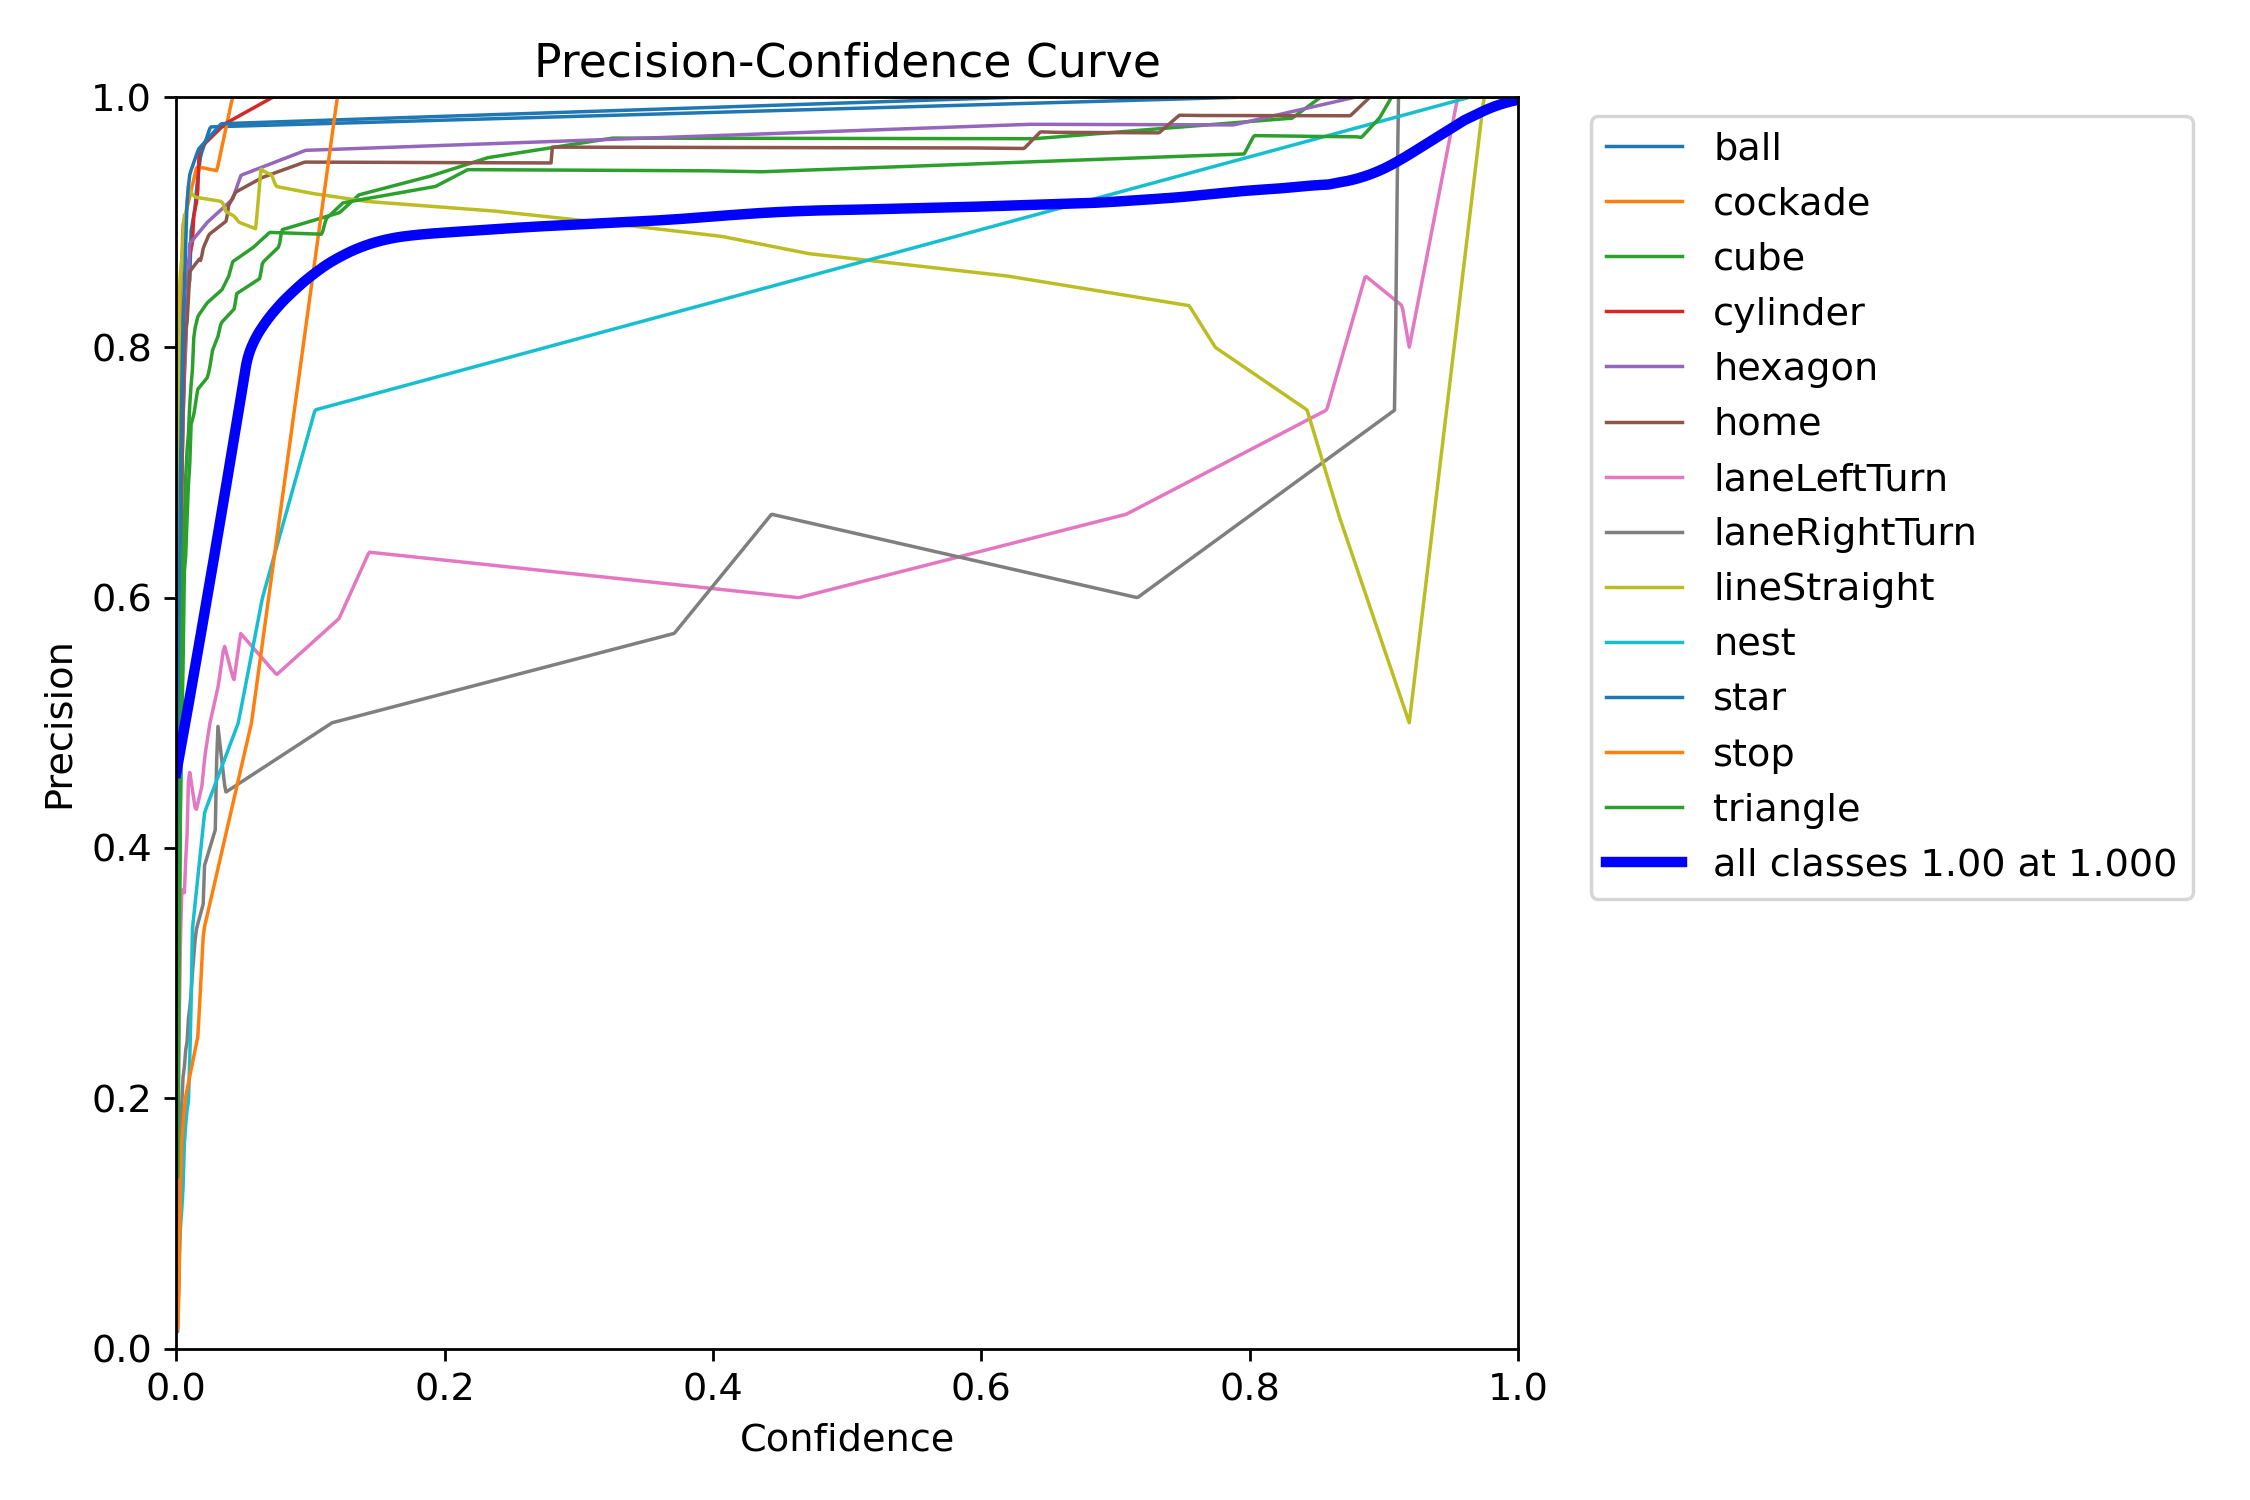 Precision-Confidence Curve
1.0
0.8
0.6
0.4
0.2
0.0
Precision
0.0 0.2 0.4 0.6 0.8 1.0
Confidence
ball
cockade
cube
cylinder
hexagon
home
laneLeftTurn
laneRightTurn
lineStraight
nest
star
stop
triangle
all classes 1.00 at 1.000